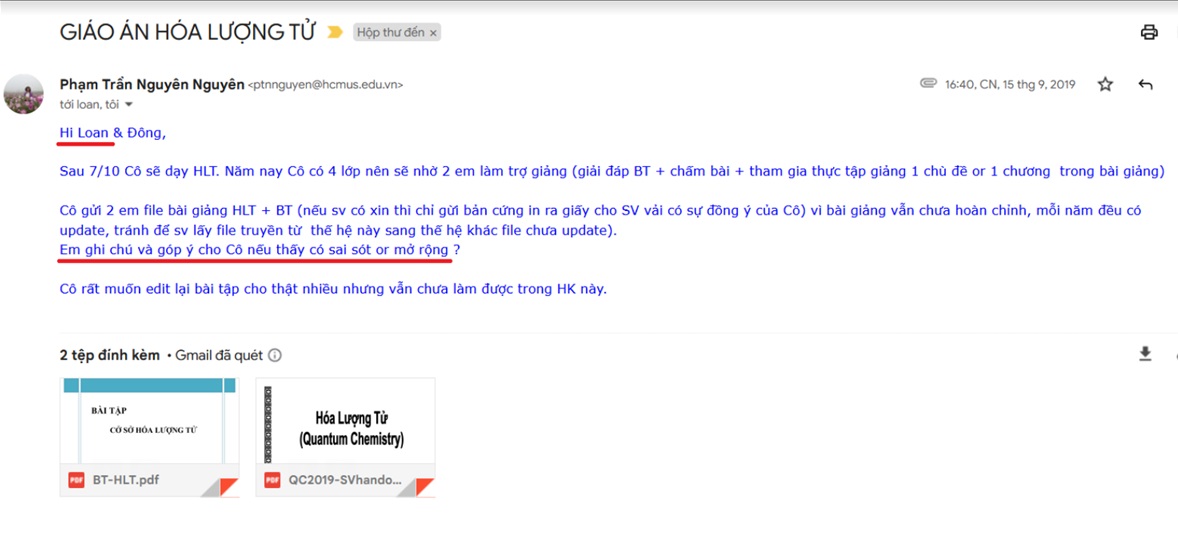 GIÁO ÁN HÓA LƯỢNG TỬ Hộp thư đến ×
Phạm Trần Nguyên Nguyên <ptnnguyen@hcmus.edu.vn>
16:40, CN, 15 thg 9, 2019
tới loan, tôi
Hi Loan & Đông,
Sau 7/10 Cô sẽ dạy HLT. Năm nay Cô có 4 lớp nên sẽ nhờ 2 em làm trợ giảng (giải đáp BT + chấm bài + tham gia thực tập giảng 1 chủ đề or 1 chương trong bài giảng)
Cô gửi 2 em file bài giảng HLT + BT (nếu sv có xin thì chỉ gửi bản cứng in ra giấy cho SV vải có sự đồng ý của Cô) vì bài giảng vẫn chưa hoàn chỉnh, mỗi năm đều có
update, tránh để sv lấy file truyền từ thế hệ này sang thế hệ khác file chưa update).
Em ghi chú và góp ý cho Cô nếu thấy có sai sót or mở rộng ?
Cô rất muốn edit lại bài tập cho thật nhiều nhưng vẫn chưa làm được trong HK này.
2 tệp đính kèm • Gmail đã quét
BÀI TẬP
CƠ SỞ HÓA LƯỢNG TỬ
PDF BT-HLT.pdf
Hóa Lượng Tử
(Quantum Chemistry)
PDF QC2019-SVhando...